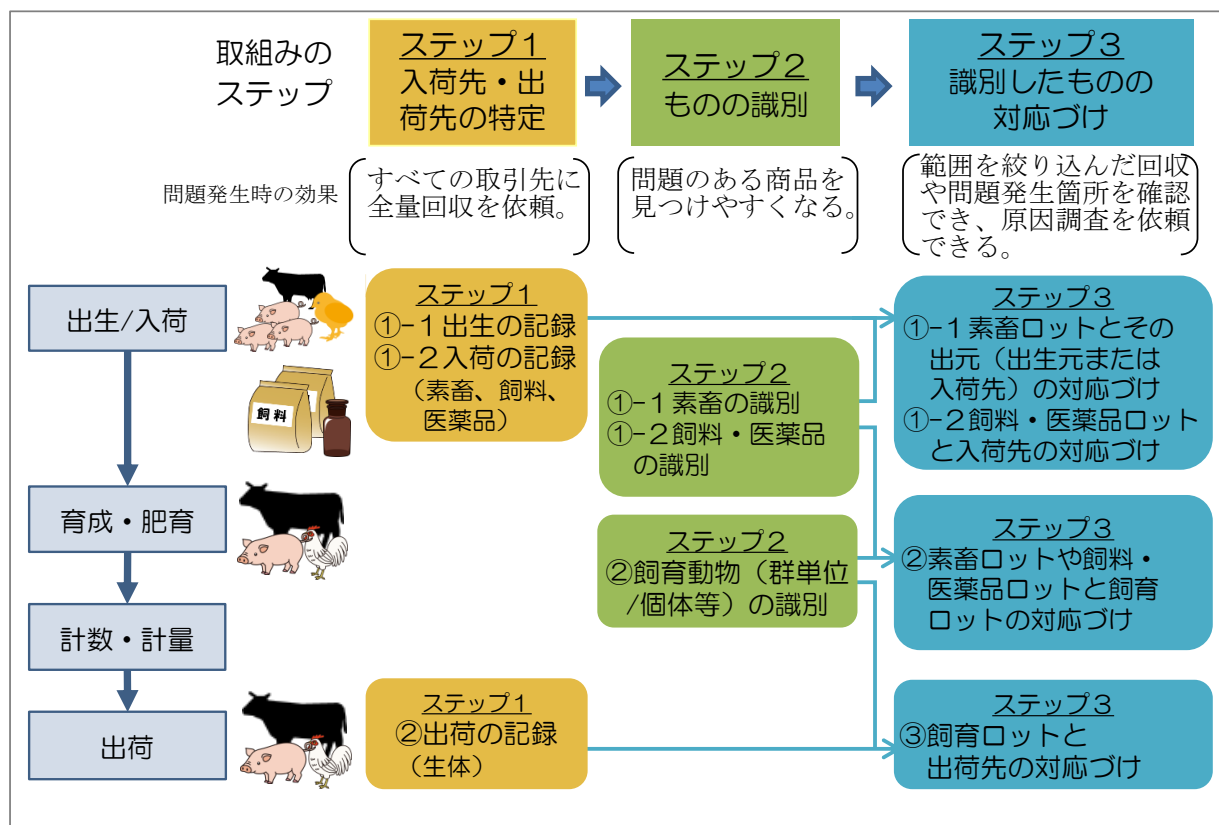 取組みの
ステップ
ステップ１
入荷先・出
荷先の特定
ステップ２
ものの識別
ステップ３
識別したものの
対応づけ
問題発生時の効果
すべての取引先に
全量回収を依頼。
問題のある商品を
見つけやすくなる。
範囲を絞り込んだ回収
や問題発生箇所を確認
でき、原因調査を依頼
できる。
出生/入荷
飼料
ステップ１
①-１出生の記録
①-２入荷の記録
（素畜、飼料、
医薬品）
ステップ２
①-１素畜の識別
①-２飼料・医薬品
の識別
ステップ３
①-１素畜ロットとその
出元（出生元または
入荷先）の対応づけ
①-２飼料・医薬品ロット
と入荷先の対応づけ
育成・肥育
ステップ２
②飼育動物（群単位
/個体等）の識別
ステップ３
②素畜ロットや飼料・
医薬品ロットと飼育
ロットの対応づけ
計数・計量
出荷
ステップ１
②出荷の記録
（生体）
ステップ３
③飼育ロットと
出荷先の対応づけ